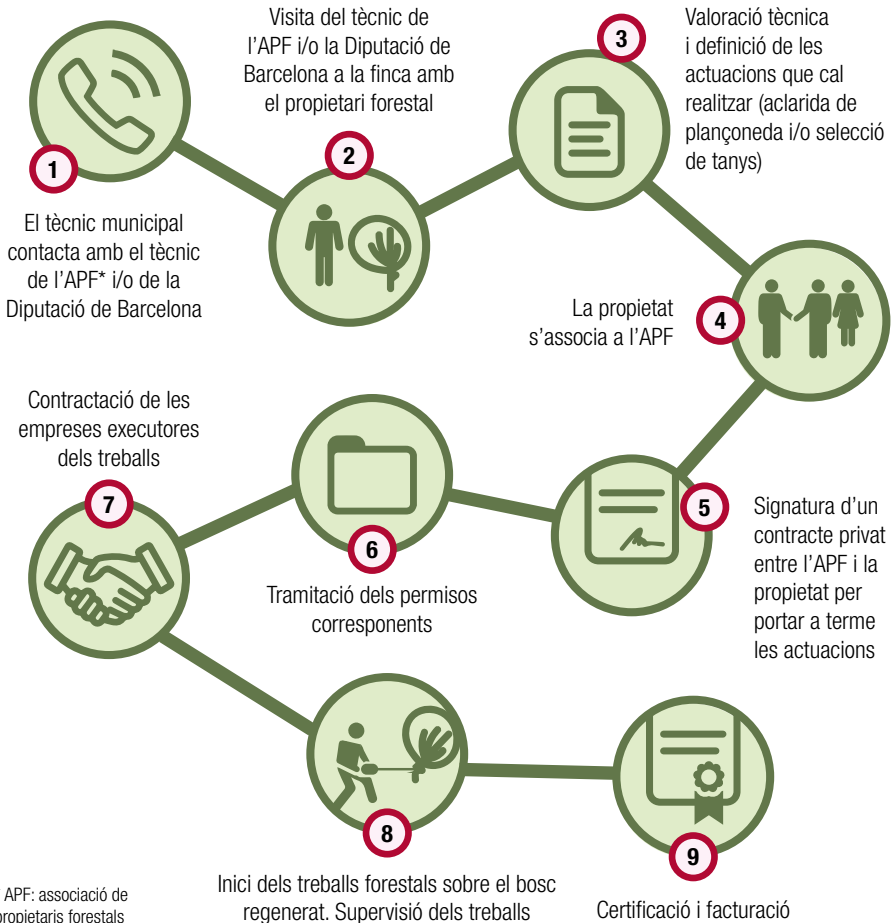 1
El tècnic municipal
contacta amb el tècnic
de l'APF* i/o de la
Diputació de Barcelona
Visita del tècnic de
l'APF i/o la Diputació de
Barcelona a la finca amb
el propietari forestal
2
3
Valoració tècnica
i definició de les
actuacions que cal
realitzar (aclarida de
plançoneda i/o selecció
de tanys)
La propietat
s'associa a l'APF
4
5
Signatura d'un
contracte privat
entre l'APF i la
propietat per
portar a terme
les actuacions
6
Tramitació dels permisos
corresponents
Contractació de les
empreses executores
dels treballs
7
8
Inici dels treballs forestals sobre el bosc
regenerat. Supervisió dels treballs
9
Certificació i facturació
APF: associació de
propietaris forestals